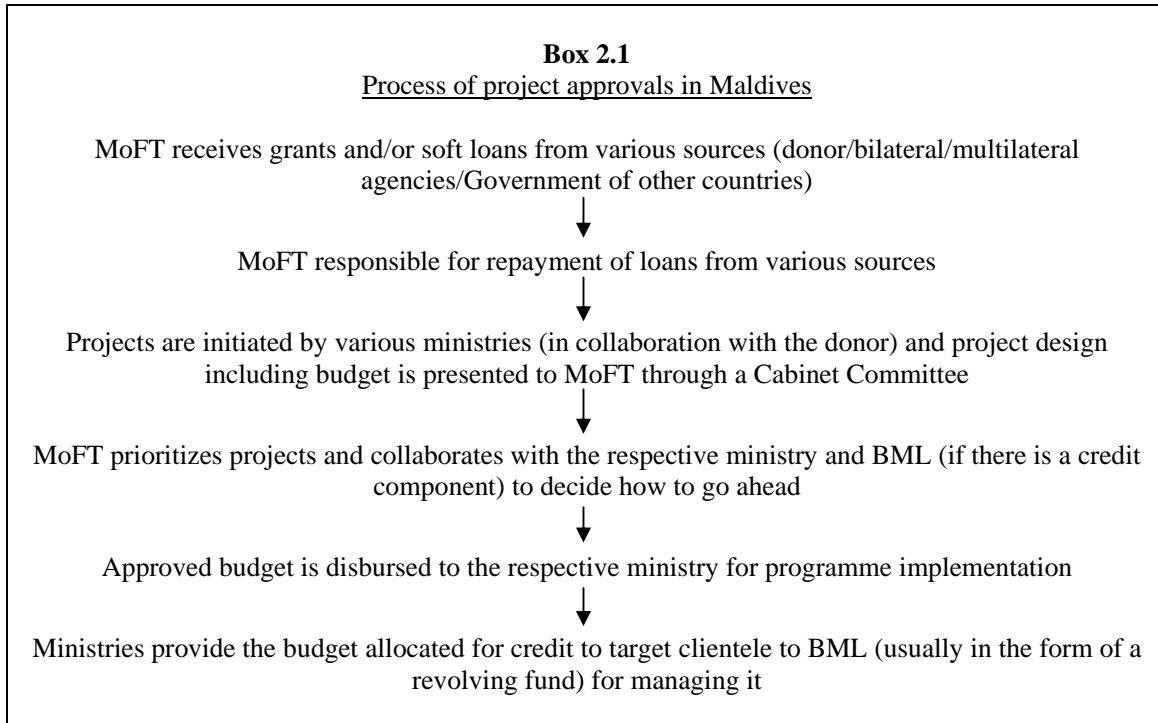 Box 2.1
Process of project approvals in Maldives
MoFT receives grants and/or soft loans from various sources (donor/bilateral/multilateral
agencies/Government of other countries)
MoFT responsible for repayment of loans from various sources
Projects are initiated by various ministries (in collaboration with the donor) and project design
including budget is presented to MoFT through a Cabinet Committee
MoFT prioritizes projects and collaborates with the respective ministry and BML (if there is a credit
component) to decide how to go ahead
Approved budget is disbursed to the respective ministry for programme implementation
Ministries provide the budget allocated for credit to target clientele to BML (usually in the form of a
revolving fund) for managing it